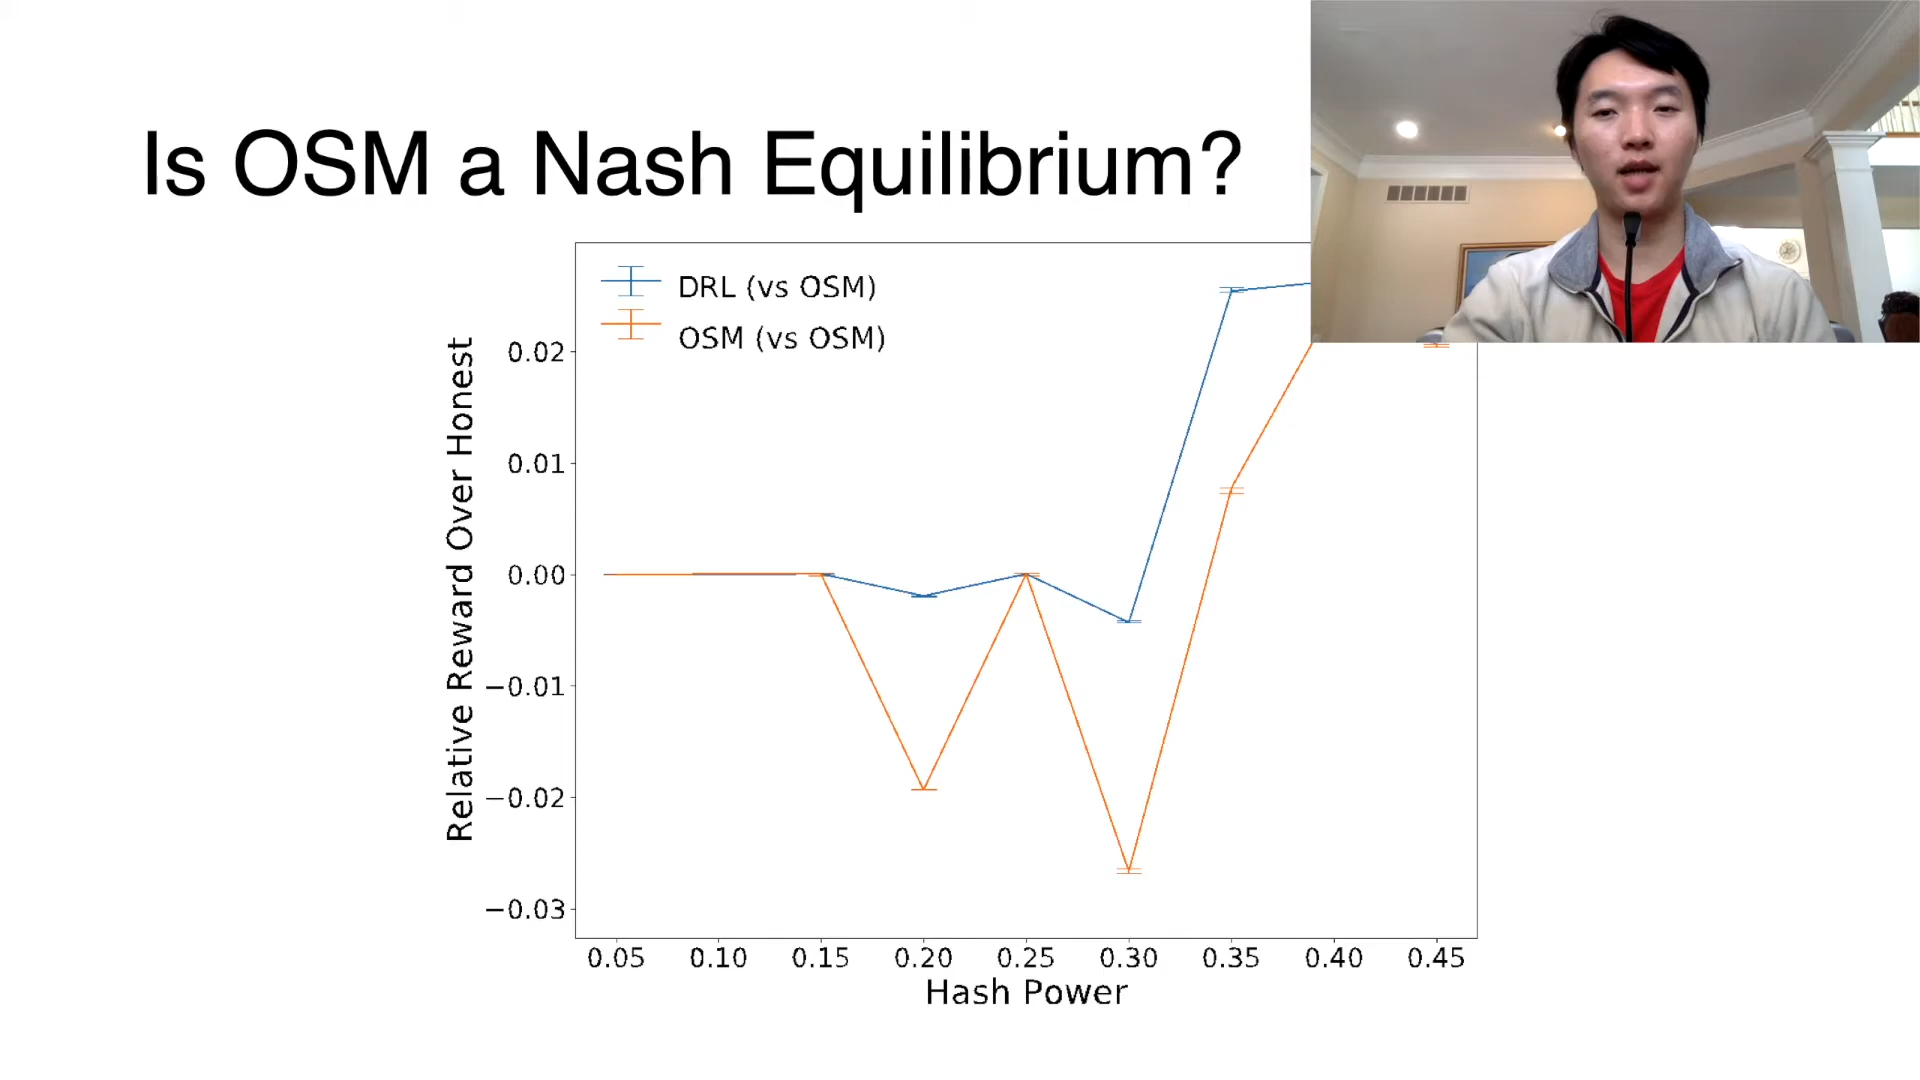 Is OSM a Nash Equilibrium?
DRL (vs OSM)
OSM (vs OSM)
Relative Reward Over Honest
0.02
0.01
0.00
−0.01
−0.02
−0.03
0.05 0.10 0.15 0.20 0.25 0.30 0.35 0.40 0.45
Hash Power